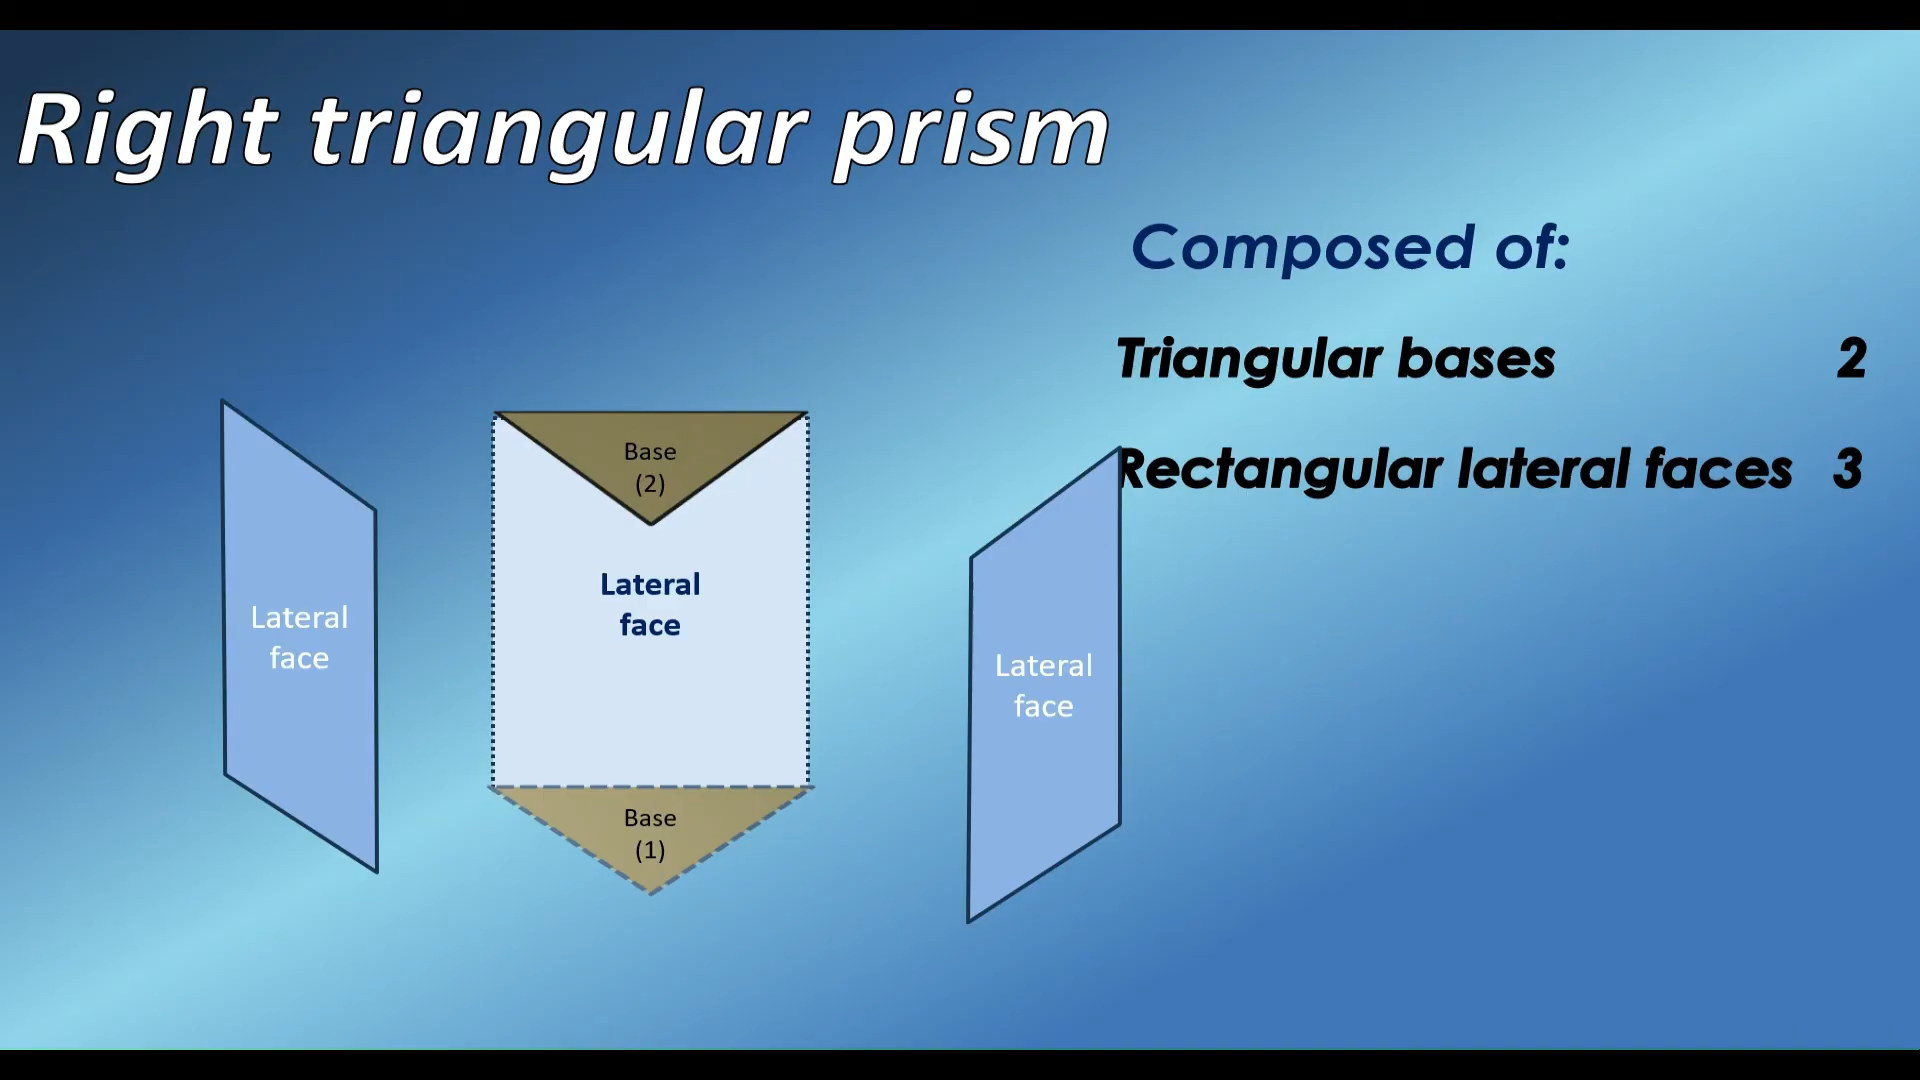 Right triangular prism
Composed of:
Triangular bases 2
Rectangular lateral faces 3
Base
(2)
Lateral
face
Lateral
face
Lateral
face
Base
(1)